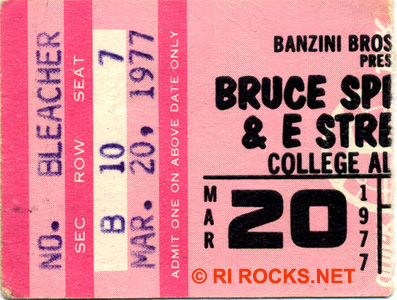 NO. BLEACHER
SEC ROW SEAT
B 10 7
MAR. 20, 1977
ADMIT ONE ON ABOVE DATE ONLY
BANZINI BROS
PRES
BRUCE SPI
& E STRE
COLLEGE AL
MAR
20
1977
© RI ROCKS.NET